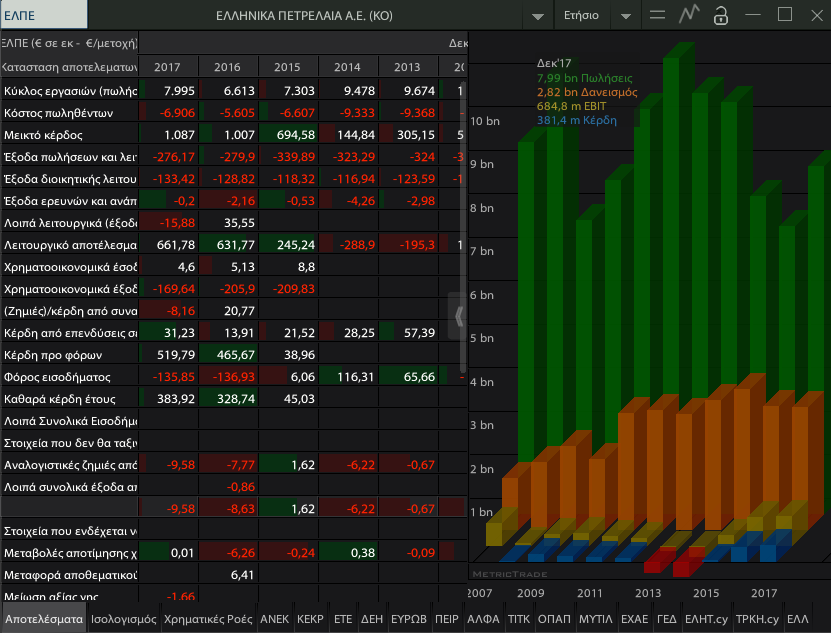 ΕΛΠΕ ΕΛΛΗΝΙΚΑ ΠΕΤΡΕΛΑΙΑ Α.Ε. (ΚΟ) Ετήσιο
ΕΛΠΕ (€ σε εκ - €/μετοχή) Δεκ
Κατασταση αποτελεματων 2017 2016 2015 2014 2013 20
Κύκλος εργασιών (πωλήσ 7.995 6.613 7.303 9.478 9.674 1
Κόστος πωληθέντων -6.906 -5.605 -6.607 -9.333 -9.368 -
Μεικτό κέρδος 1.087 1.007 694,58 144,84 305,15 5
Έξοδα πωλήσεων και λει -276,17 -279,9 -339,89 -323,29 -324 -3
Έξοδα διοικητικής λειτου -133,42 -128,82 -118,32 -116,94 -123,59 -1
Έξοδα ερευνών και ανάπ -0,2 -2,16 -0,53 -4,26 -2,98
Λοιπά λειτουργικά (έξοδα -15,88 35,55
Λειτουργικό αποτέλεσμα 661,78 631,77 245,24 -288,9 -195,3 1
Χρηματοοικονομικά έσοδ 4,6 5,13 8,8
Χρηματοοικονομικά έξοδ -169,64 -205,9 -209,83
(Ζημιές)/κέρδη από συνα -8,16 20,77
Κέρδη από επενδύσεις σε 31,23 13,91 21,52 28,25 57,39
Κέρδη προ φόρων 519,79 465,67 38,96
Φόρος εισοδήματος -135,85 -136,93 6,06 116,31 65,66 -
Καθαρά κέρδη έτους 383,92 328,74 45,03
Λοιπά Συνολικά Εισοδήμ
Στοιχεία που δεν θα ταξιν
Αναλογιστικές ζημιές από -9,58 -7,77 1,62 -6,22 -0,67
Λοιπά συνολικά έξοδα απ -0,86
-9,58 -8,63 1,62 -6,22 -0,67
Στοιχεία που ενδέχεται ν
Μεταβολές αποτίμησης χ 0,01 -6,26 -0,24 0,38 -0,09
Μεταφορά αποθεματικού 6,41
Μείωση αξίας γης -1,66
Δεκ'17
7,99 bn Πωλήσεις
2,82 bn Δανεισμός
684,8 m EBIT
381,4 m Κέρδη
10 bn
9 bn
8 bn
7 bn
6 bn
5 bn
4 bn
3 bn
2 bn
1 bn
METRICTRADE
2007 2009 2011 2013 2015 2017
Αποτελέσματα Ισολογισμός Χρηματικές Ροές ΑΝΕΚ ΚΕΚΡ ΕΤΕ ΔΕΗ ΕΥΡΩΒ ΠΕΙΡ ΑΛΦΑ ΤΙΤΚ ΟΠΑΠ ΜΥΤΙΛ ΕΧΑΕ ΓΕΔ ΕΛΗΤ.cy ΤΡΚΗ.cy ΕΛΛ